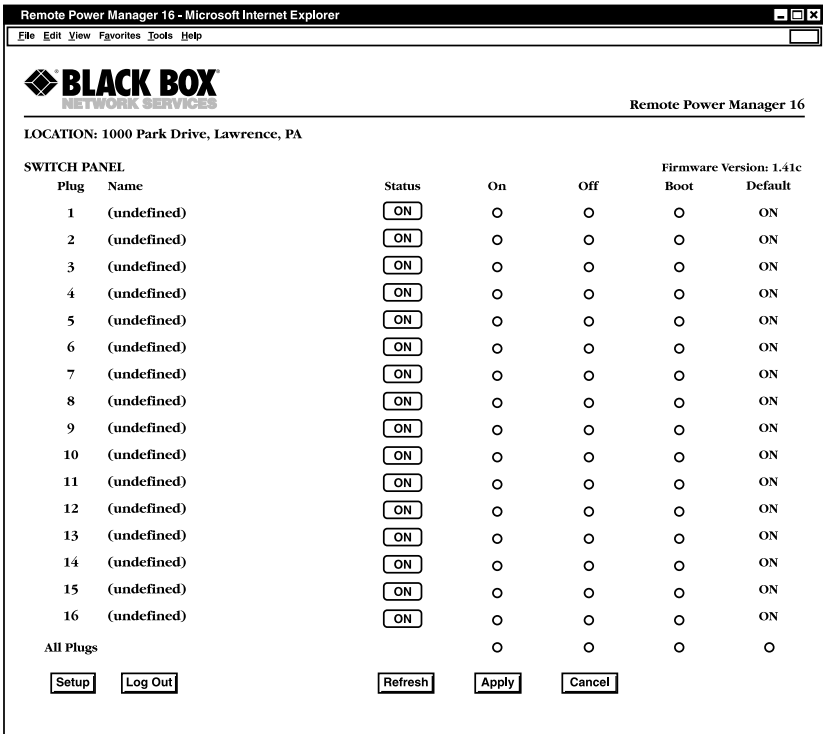 Remote Power Manager 16 - Microsoft Internet Explorer
File Edit View Favorites Tools Help
BLACK BOX®
NETWORK SERVICES
Remote Power Manager 16
LOCATION: 1000 Park Drive, Lawrence, PA
SWITCH PANEL Firmware Version: 1.41c
Plug Name Status On Off Boot Default
1 (undefined) ON ON
2 (undefined) ON ON
3 (undefined) ON ON
4 (undefined) ON ON
5 (undefined) ON ON
6 (undefined) ON ON
7 (undefined) ON ON
8 (undefined) ON ON
9 (undefined) ON ON
10 (undefined) ON ON
11 (undefined) ON ON
12 (undefined) ON ON
13 (undefined) ON ON
14 (undefined) ON ON
15 (undefined) ON ON
16 (undefined) ON ON
All Plugs
Setup Log Out Refresh Apply Cancel